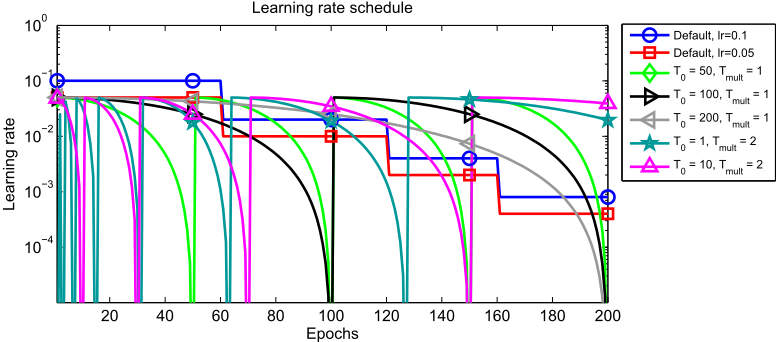 Learning rate schedule
Learning rate
10^0
10^-1
10^-2
10^-3
10^-4
20 40 60 80 100 120 140 160 180 200
Epochs
Default, lr=0.1
Default, lr=0.05
T_0 = 50, T_mult = 1
T_0 = 100, T_mult = 1
T_0 = 200, T_mult = 1
T_0 = 1, T_mult = 2
T_0 = 10, T_mult = 2